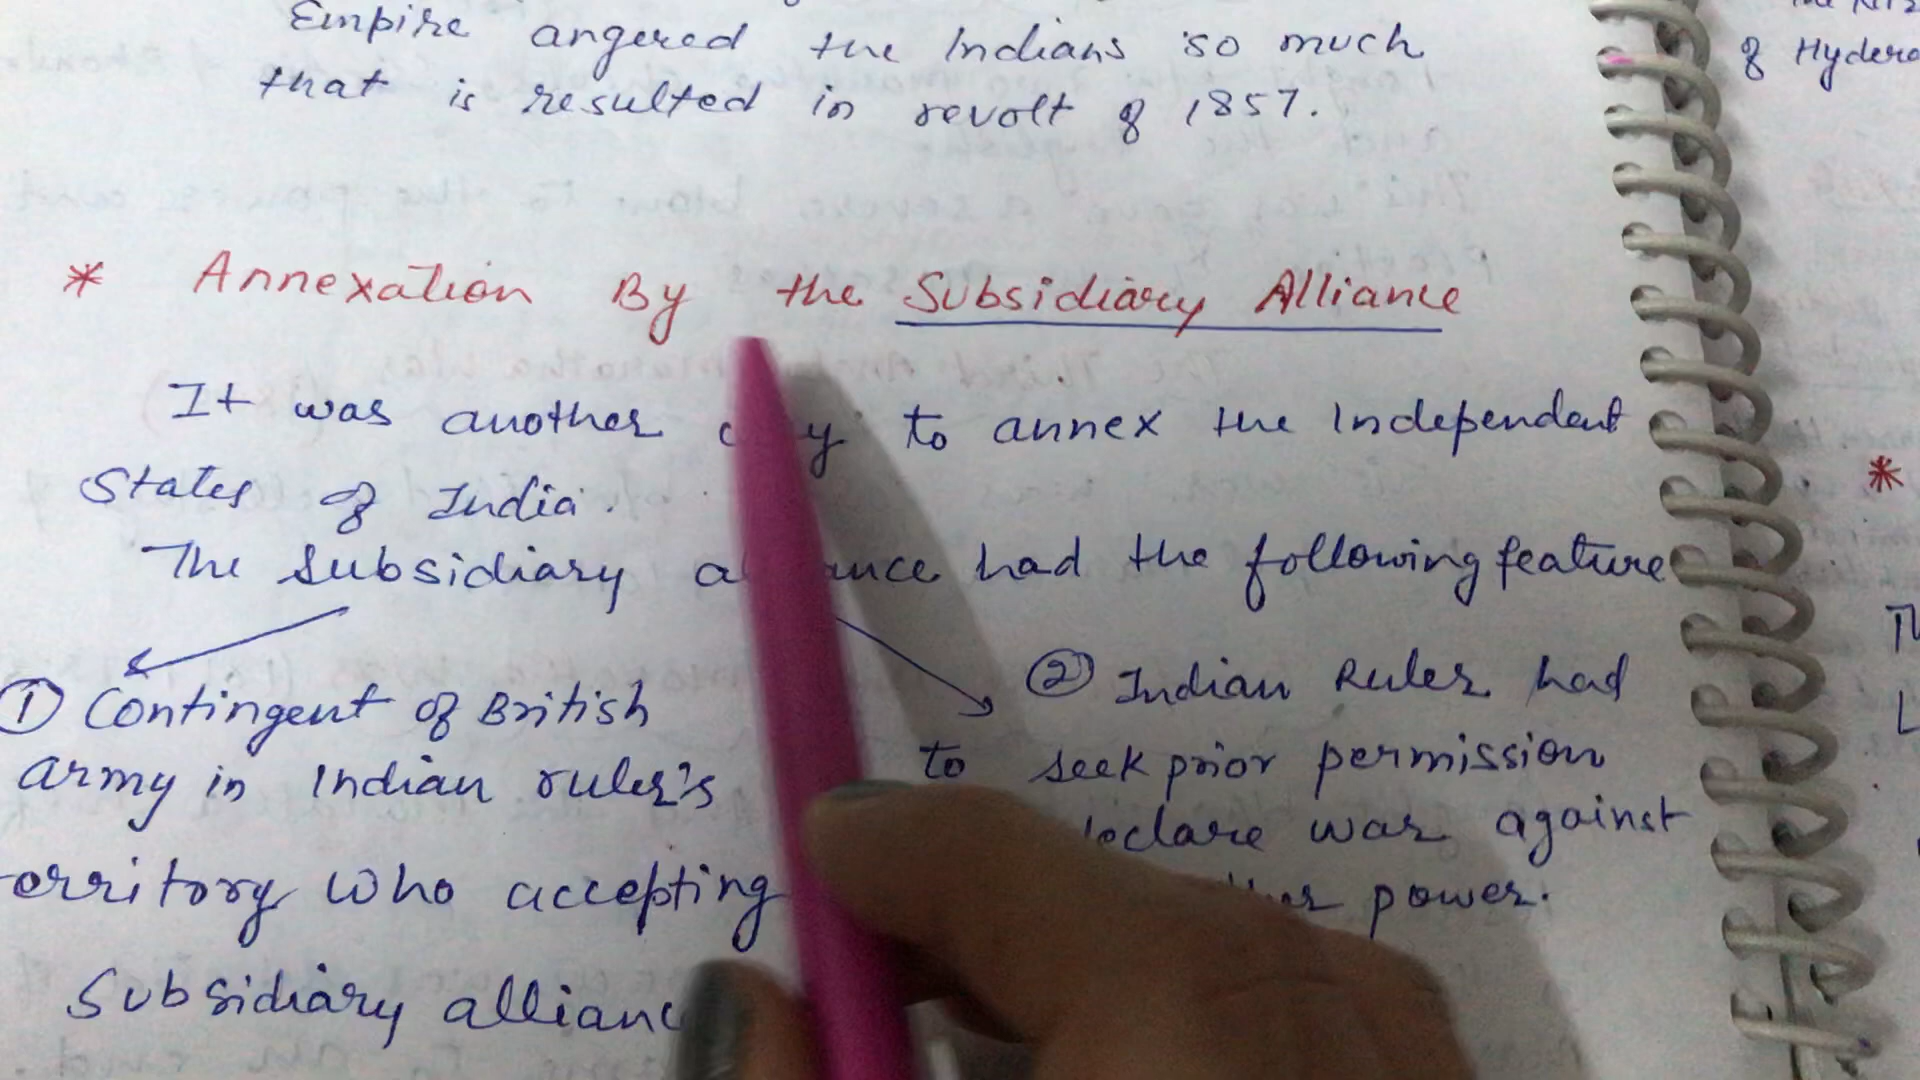 Empire angered the Indians so much
that is resulted in revolt of 1857.
* Annexation By the Subsidiary Alliance
It was another to annex the Independent
States of India.
The Subsidiary had the following feature
① Contingent of British
army in Indian ruler's
territory who accepting
Subsidiary
② Indian Ruler had
to seek prior permission
war against
power.
of
*